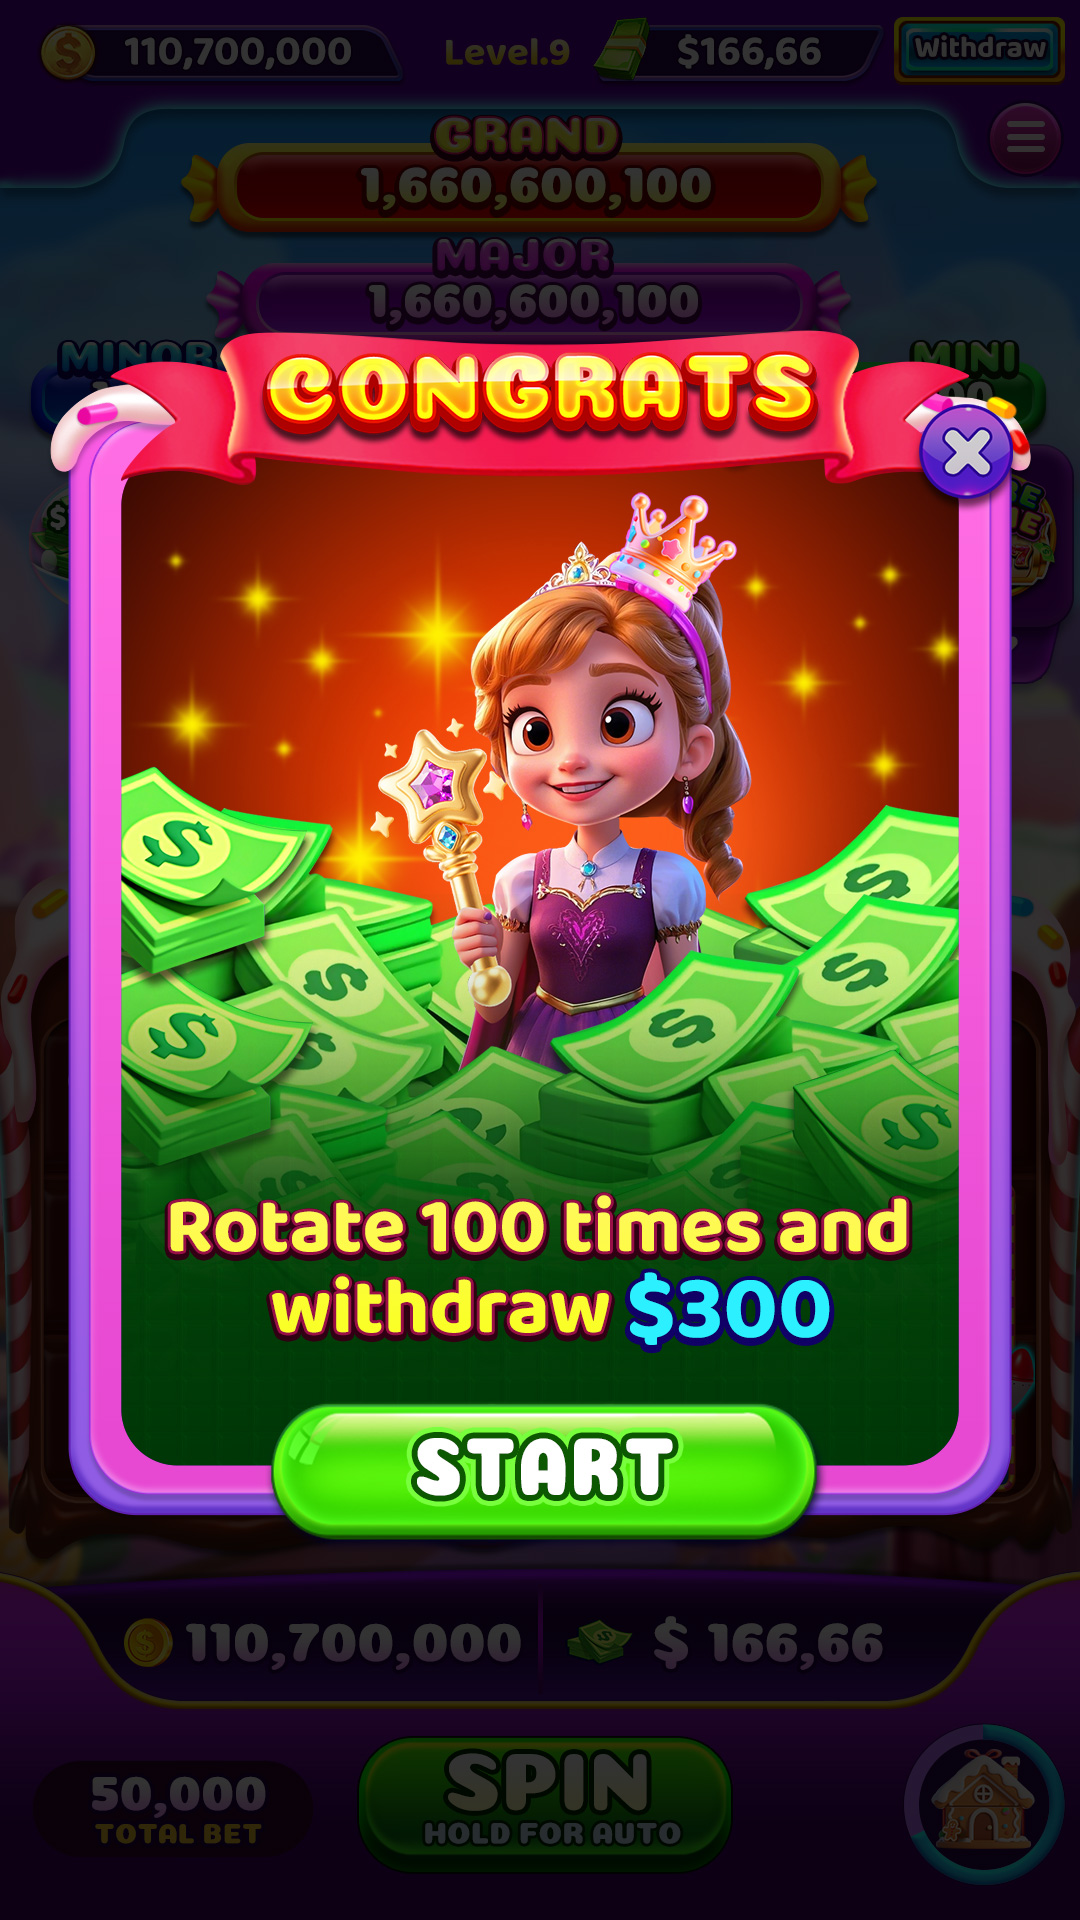 110,700,000
Level.9
$166,66
Withdraw
GRAND
1,660,600,100
MAJOR
1,660,600,100
MINOR
MINI
CONGRATS
Rotate 100 times and
withdraw $300
START
110,700,000
$ 166,66
50,000
TOTAL BET
SPIN
HOLD FOR AUTO